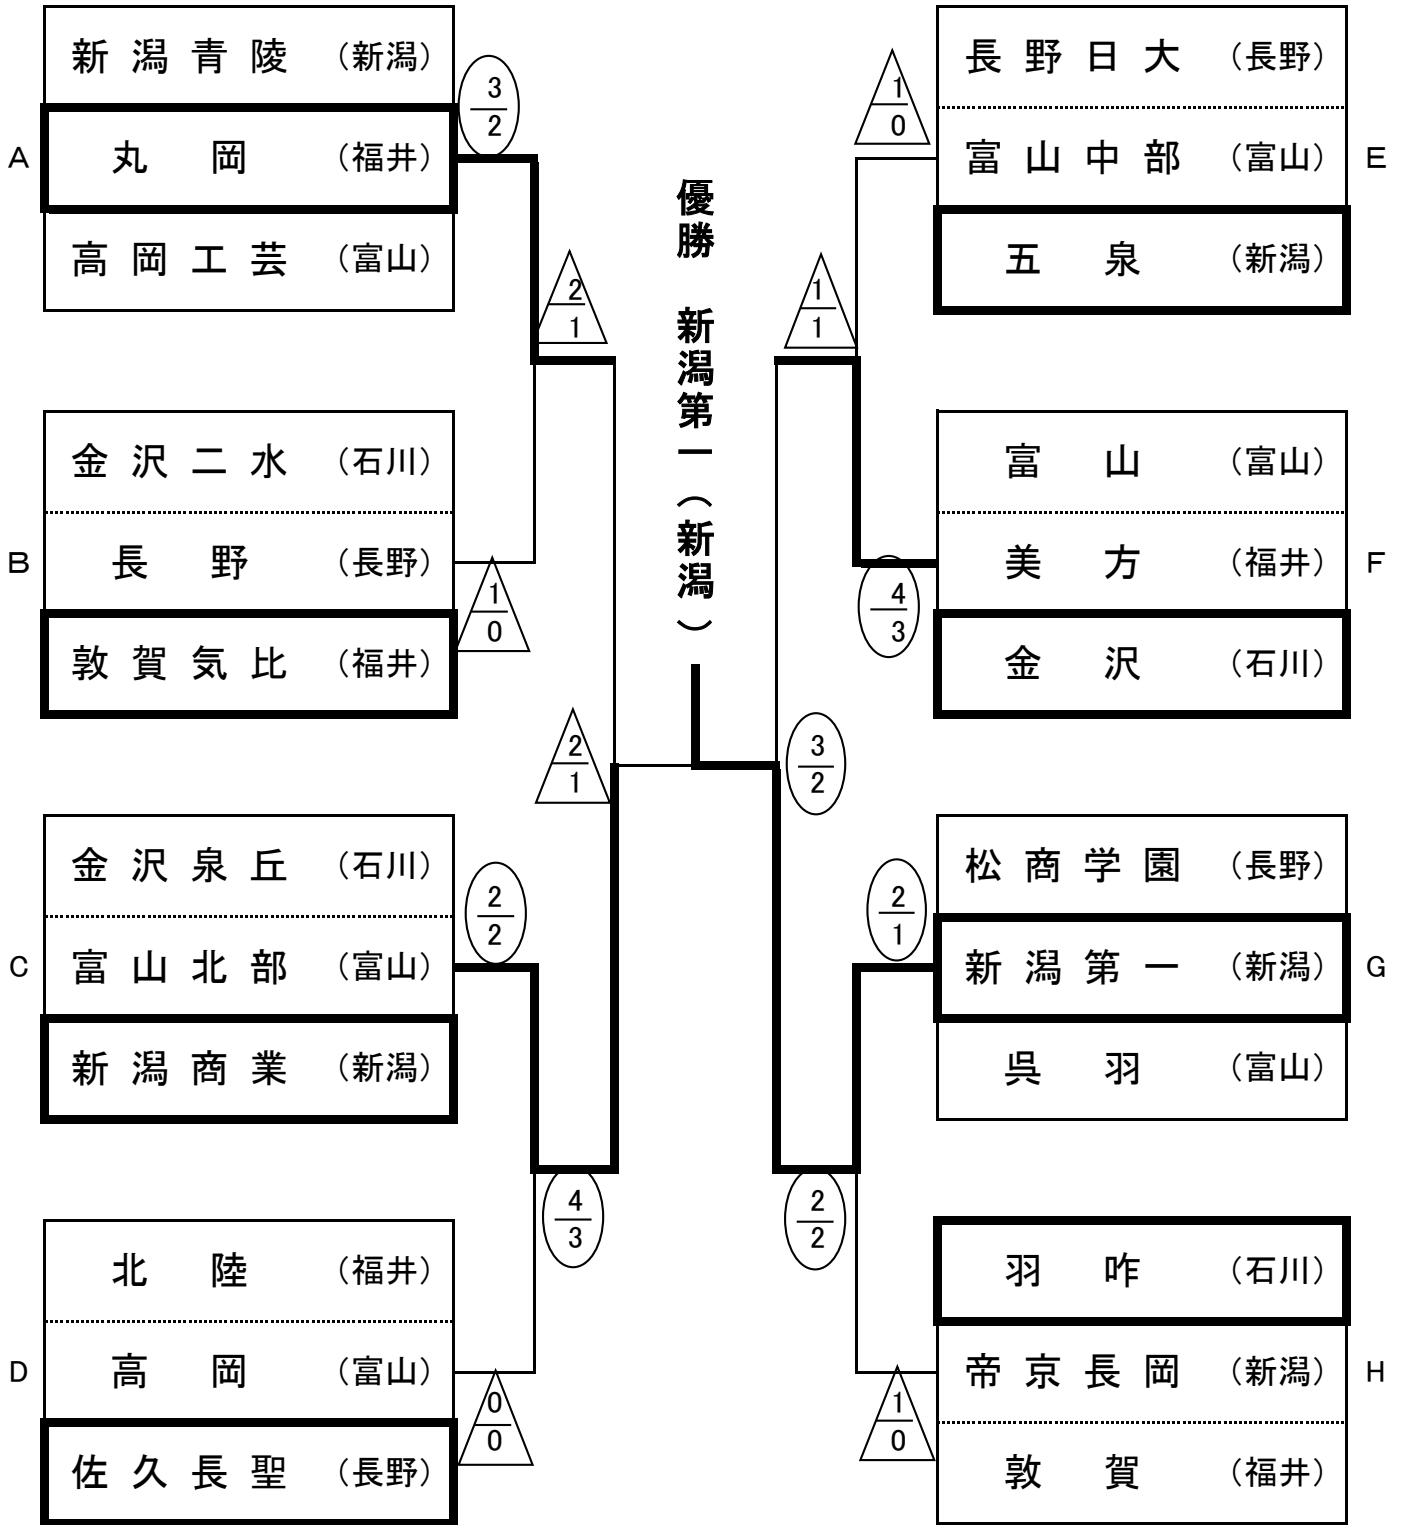 新潟青陵 （新潟）
A 丸岡 （福井）
高岡工芸 （富山）
3
2
金沢二水 （石川）
B 長野 （長野）
敦賀気比 （福井）
1
0
2
1
金沢泉丘 （石川）
C 富山北部 （富山）
新潟商業 （新潟）
2
2
北陸 （福井）
D 高岡 （富山）
佐久長聖 （長野）
0
0
4
3
2
1
優勝 新潟第一（新潟）
3
2
長野日大 （長野）
富山中部 （富山） E
五泉 （新潟）
1
0
1
1
富山 （富山）
美方 （福井） F
金沢 （石川）
4
3
松商学園 （長野）
新潟第一 （新潟） G
呉羽 （富山）
2
1
2
2
羽咋 （石川）
帝京長岡 （新潟） H
敦賀 （福井）
1
0